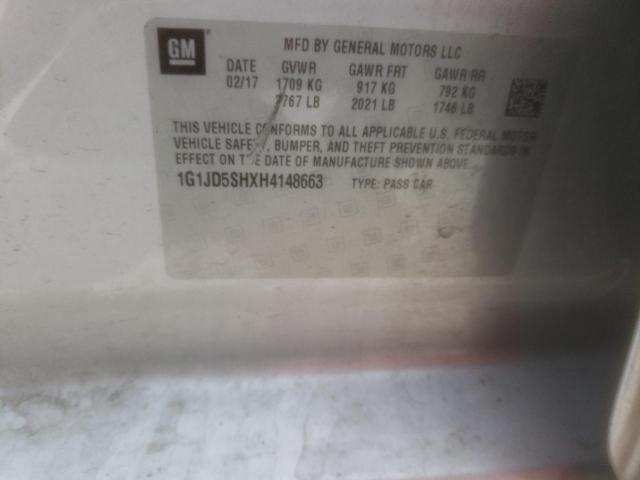 GM
MFD BY GENERAL MOTORS LLC
DATE GVWR GAWR FRT GAWR RR
02/17 1709 KG 917 KG 792 KG
3767 LB 2021 LB 1746 LB
THIS VEHICLE CONFORMS TO ALL APPLICABLE U.S. FEDERAL MOTOR
VEHICLE SAFETY, BUMPER, AND THEFT PREVENTION STANDARDS IN
EFFECT ON THE DATE OF MANUFACTURE SHOWN ABOVE.
1G1JD5SHXH4148663 TYPE: PASS CAR